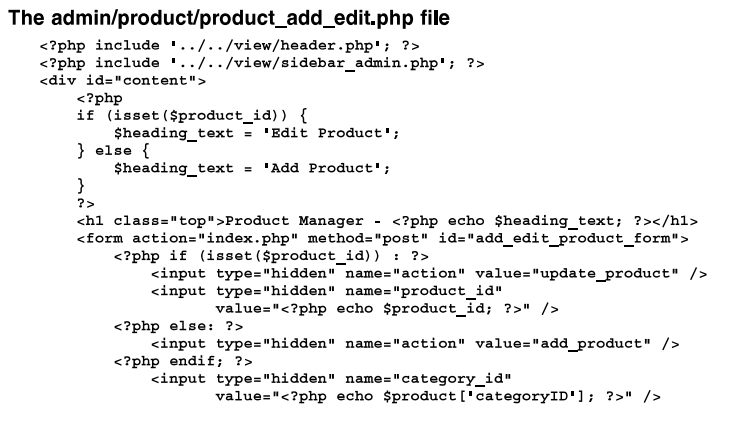 The admin/product/product_add_edit.php file
<?php include '../../view/header.php'; ?>
<?php include '../../view/sidebar_admin.php'; ?>
<div id="content">
<?php
if (isset($product_id)) {
$heading_text = 'Edit Product';
} else {
$heading_text = 'Add Product';
}
?>
<h1 class="top">Product Manager - <?php echo $heading_text; ?></h1>
<form action="index.php" method="post" id="add_edit_product_form">
<?php if (isset($product_id)) : ?>
<input type="hidden" name="action" value="update_product" />
<input type="hidden" name="product_id"
value="<?php echo $product_id; ?>" />
<?php else: ?>
<input type="hidden" name="action" value="add_product" />
<?php endif; ?>
<input type="hidden" name="category_id"
value="<?php echo $product['categoryID']; ?>" />